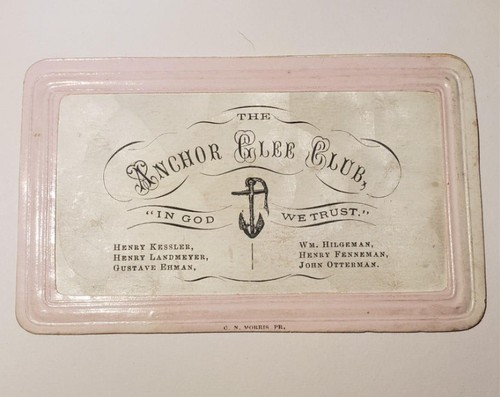 THE
ANCHOR GLEE CLUB,
"IN GOD WE TRUST."
HENRY KESSLER,
HENRY LANDMEYER,
GUSTAVE EHMAN.
WM. HILGEMAN,
HENRY FENNEMAN,
JOHN OTTERMAN.
C. S. MORRIS PR.